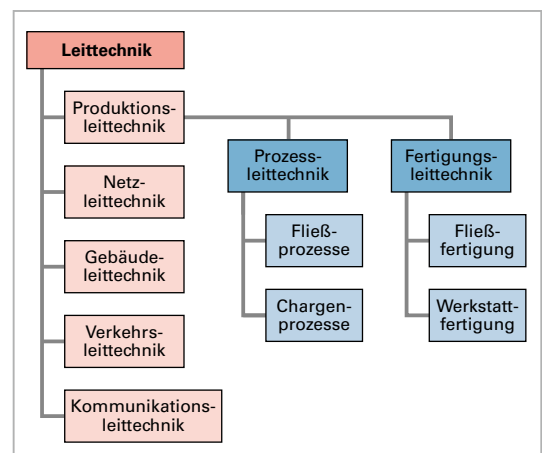 Leittechnik
Produktions-
leittechnik
Netz-
leittechnik
Gebäude-
leittechnik
Verkehrs-
leittechnik
Kommunikations-
leittechnik
Prozess-
leittechnik
Fließ-
prozesse
Chargen-
prozesse
Fertigungs-
leittechnik
Fließ-
fertigung
Werkstatt-
fertigung